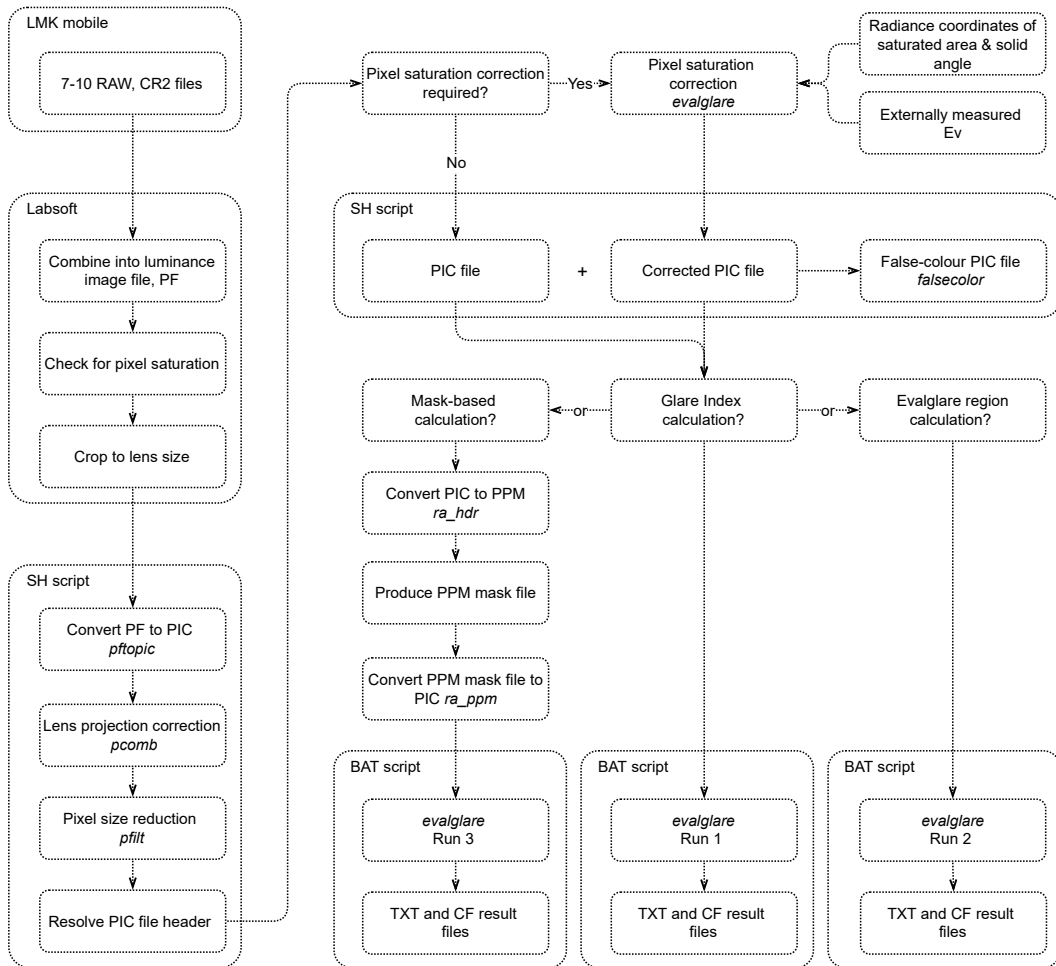 LMK mobile
7-10 RAW, CR2 files
Labsoft
Combine into luminance
image file, PF
Check for pixel saturation
Crop to lens size
SH script
Convert PF to PIC
pftopic
Lens projection correction
pcomb
Pixel size reduction
pfilt
Resolve PIC file header
Pixel saturation correction
required?
Yes
No
Pixel saturation
correction
evalglare
Radiance coordinates of
saturated area & solid
angle
Externally measured
Ev
SH script
PIC file
+
Corrected PIC file
False-colour PIC file
falsecolor
Mask-based
calculation?
or
Glare Index
calculation?
or
Evalglare region
calculation?
Convert PIC to PPM
ra_hdr
Produce PPM mask file
Convert PPM mask file to
PIC ra_ppm
BAT script
evalglare
Run 3
TXT and CF result
files
BAT script
evalglare
Run 1
TXT and CF result
files
BAT script
evalglare
Run 2
TXT and CF result
files